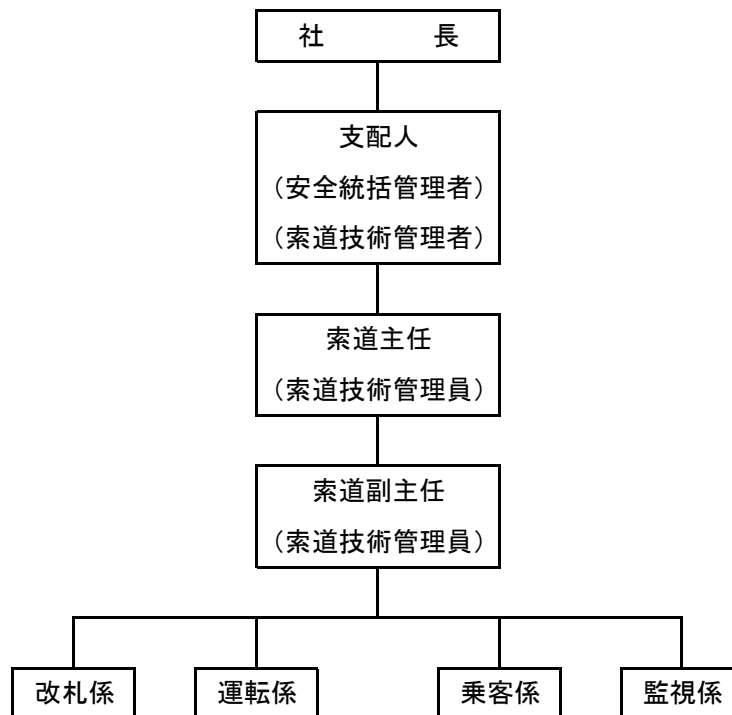 社　長
支配人
（安全統括管理者）
（索道技術管理者）
索道主任
（索道技術管理員）
索道副主任
（索道技術管理員）
改札係
運転係
乗客係
監視係